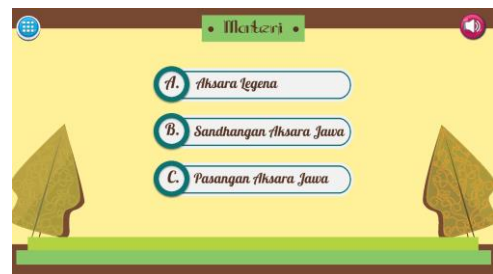 • Materi •
A. Aksara Legena
B. Sandhangan Aksara Jawa
C. Pasangan Aksara Jawa